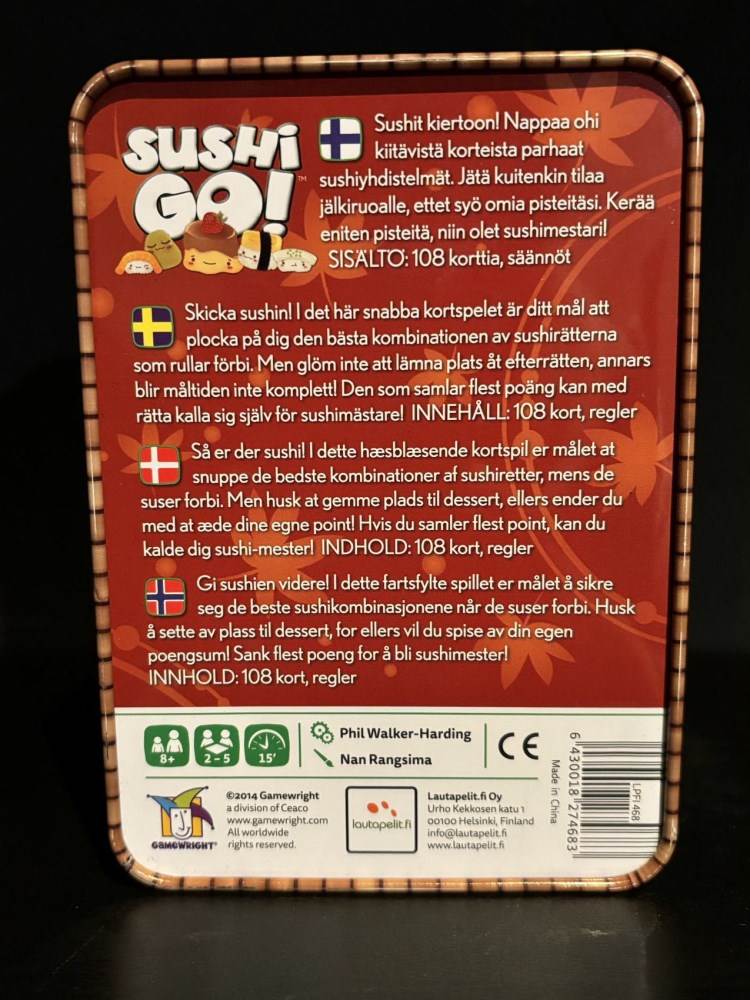 SUSHI
GO!™
Sushit kiertoon! Nappaa ohi
kiitävistä korteista parhaat
sushiyhdistelmät. Jätä kuitenkin tilaa
jälkiruoalle, ettet syö omia pisteitäsi. Kerää
eniten pisteitä, niin olet sushimestari!
SISÄLTÖ: 108 korttia, säännöt
Skicka sushin! I det här snabba kortspelet är ditt mål att
plocka på dig den bästa kombinationen av sushirätterna
som rullar förbi. Men glöm inte att lämna plats åt efterrätten, annars
blir måltiden inte komplett! Den som samlar flest poäng kan med
rätta kalla sig själv för sushimästare! INNEHÅLL: 108 kort, regler
Så er der sushi! I dette hæsblæsende kortspil er målet at
snuppe de bedste kombinationer af sushiretter, mens de
suser forbi. Men husk at gemme plads til dessert, ellers ender du
med at æde dine egne point! Hvis du samler flest point, kan du
kalde dig sushi-mester! INDHOLD: 108 kort, regler
Gi sushien videre! I dette fartsfylte spillet er målet å sikre
seg de beste sushikombinasjonene når de suser forbi. Husk
å sette av plass til dessert, for ellers vil du spise av din egen
poengsum! Sank flest poeng for å bli sushimester!
INNHOLD: 108 kort, regler
8+
2-5
15'
Phil Walker-Harding
Nan Rangsima
CE
GAMEWRIGHT®
©2014 Gamewright
a division of Ceaco
www.gamewright.com
All worldwide
rights reserved.
lautapelit.fi
Lautapelit.fi Oy
Urho Kekkosen katu 1
00100 Helsinki, Finland
info@lautapelit.fi
www.lautapelit.fi
Made in China
6 430018 274683
LPFI 468